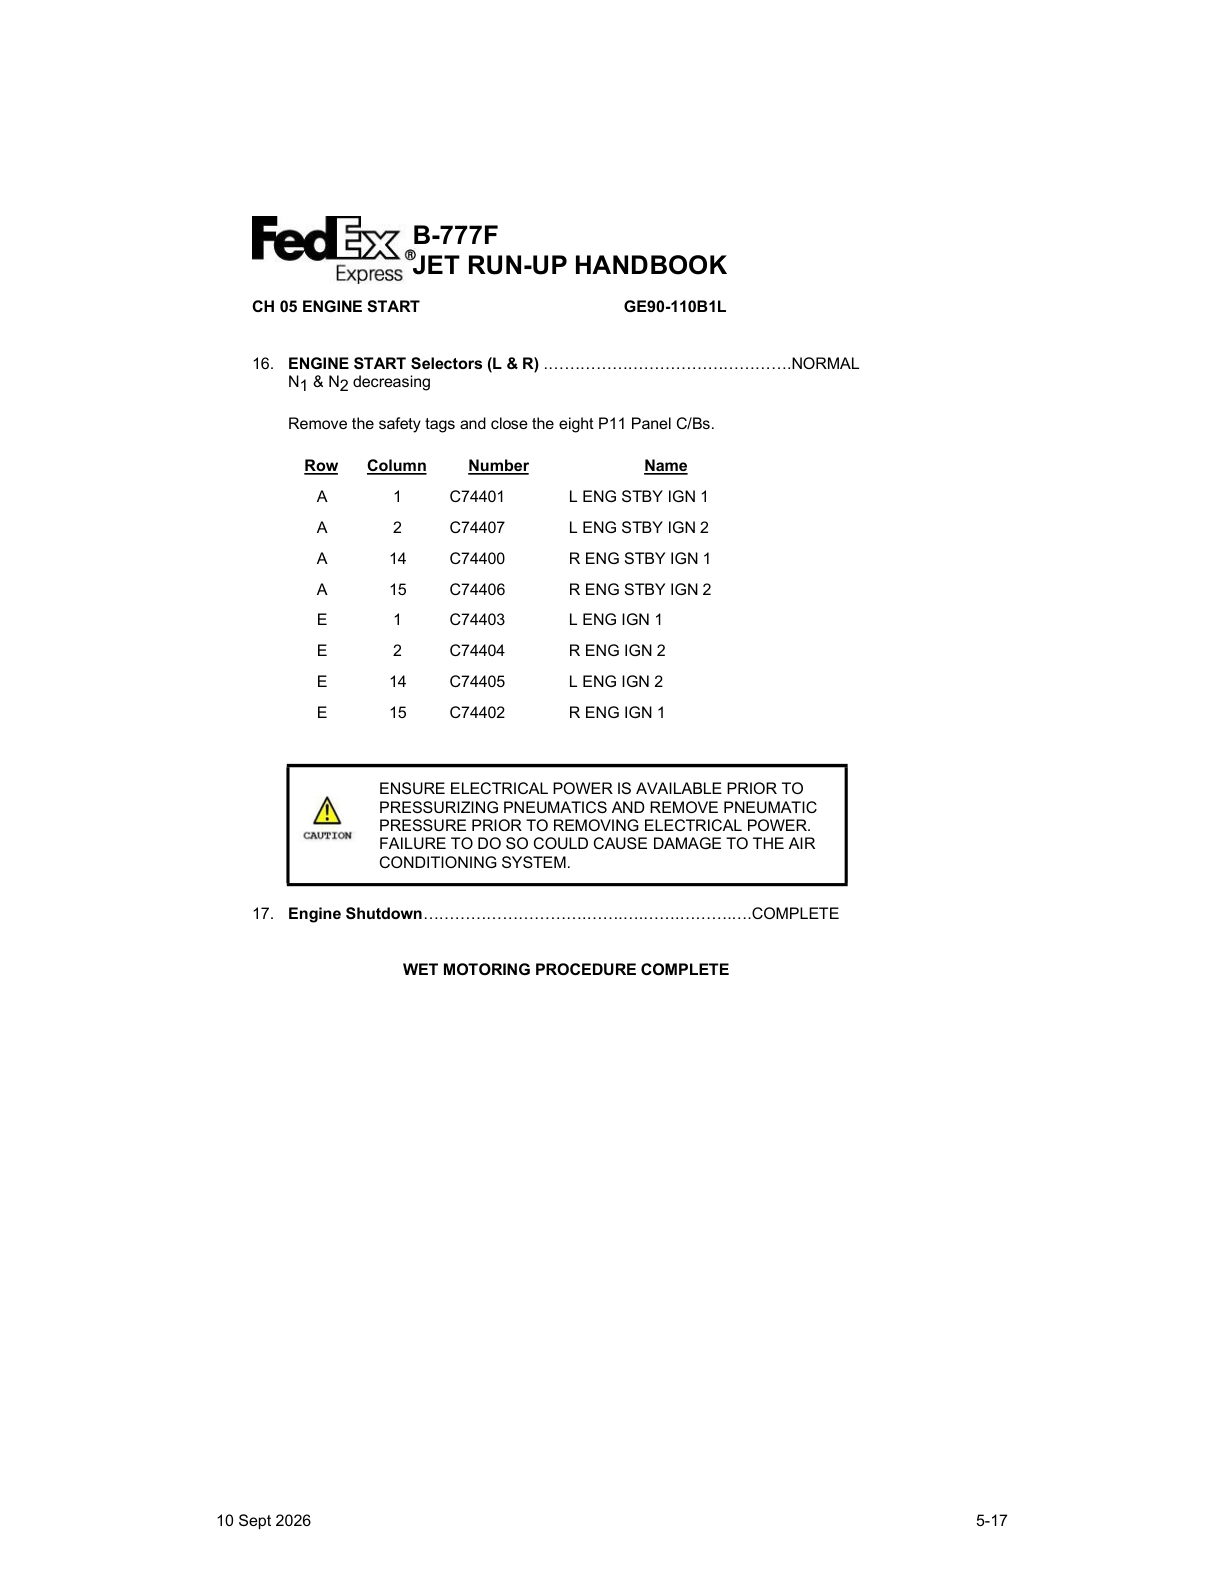 FedEx
Express ®
B-777F
JET RUN-UP HANDBOOK
CH 05 ENGINE START GE90-110B1L
16. ENGINE START Selectors (L & R) ………………………………………….NORMAL
N1 & N2 decreasing
Remove the safety tags and close the eight P11 Panel C/Bs.
Row Column Number Name
A 1 C74401 L ENG STBY IGN 1
A 2 C74407 L ENG STBY IGN 2
A 14 C74400 R ENG STBY IGN 1
A 15 C74406 R ENG STBY IGN 2
E 1 C74403 L ENG IGN 1
E 2 C74404 R ENG IGN 2
E 14 C74405 L ENG IGN 2
E 15 C74402 R ENG IGN 1
CAUTION
ENSURE ELECTRICAL POWER IS AVAILABLE PRIOR TO
PRESSURIZING PNEUMATICS AND REMOVE PNEUMATIC
PRESSURE PRIOR TO REMOVING ELECTRICAL POWER.
FAILURE TO DO SO COULD CAUSE DAMAGE TO THE AIR
CONDITIONING SYSTEM.
17. Engine Shutdown……………………………………………………….COMPLETE
WET MOTORING PROCEDURE COMPLETE
10 Sept 2026 5-17